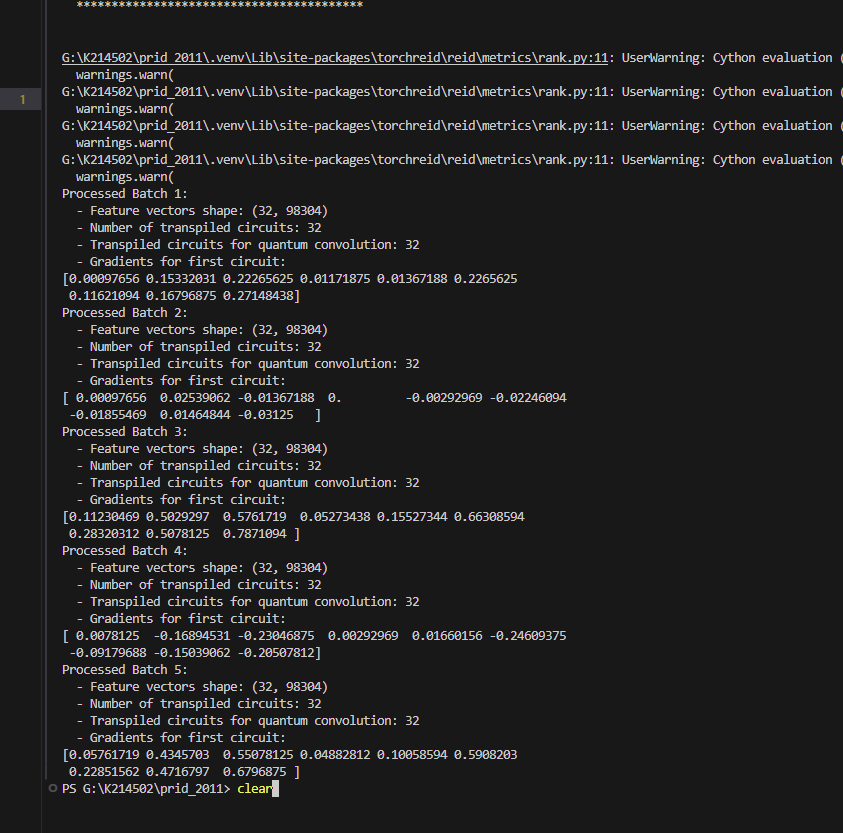 *****************************************
G:\K214502\prid_2011\.venv\Lib\site-packages\torchreid\reid\metrics\rank.py:11: UserWarning: Cython evaluation (
  warnings.warn(
G:\K214502\prid_2011\.venv\Lib\site-packages\torchreid\reid\metrics\rank.py:11: UserWarning: Cython evaluation (
  warnings.warn(
G:\K214502\prid_2011\.venv\Lib\site-packages\torchreid\reid\metrics\rank.py:11: UserWarning: Cython evaluation (
1
  warnings.warn(
G:\K214502\prid_2011\.venv\Lib\site-packages\torchreid\reid\metrics\rank.py:11: UserWarning: Cython evaluation (
  warnings.warn(
Processed Batch 1:
  - Feature vectors shape: (32, 98304)
  - Number of transpiled circuits: 32
  - Transpiled circuits for quantum convolution: 32
  - Gradients for first circuit:
[0.00097656 0.15332031 0.22265625 0.01171875 0.01367188 0.2265625
 0.11621094 0.16796875 0.27148438]
Processed Batch 2:
  - Feature vectors shape: (32, 98304)
  - Number of transpiled circuits: 32
  - Transpiled circuits for quantum convolution: 32
  - Gradients for first circuit:
[ 0.00097656  0.02539062 -0.01367188  0.         -0.00292969 -0.02246094
 -0.01855469  0.01464844 -0.03125   ]
Processed Batch 3:
  - Feature vectors shape: (32, 98304)
  - Number of transpiled circuits: 32
  - Transpiled circuits for quantum convolution: 32
  - Gradients for first circuit:
[0.11230469 0.5029297  0.5761719  0.05273438 0.15527344 0.66308594
 0.28320312 0.5078125  0.7871094 ]
Processed Batch 4:
  - Feature vectors shape: (32, 98304)
  - Number of transpiled circuits: 32
  - Transpiled circuits for quantum convolution: 32
  - Gradients for first circuit:
[ 0.0078125  -0.16894531 -0.23046875  0.00292969  0.01660156 -0.24609375
 -0.09179688 -0.15039062 -0.20507812]
Processed Batch 5:
  - Feature vectors shape: (32, 98304)
  - Number of transpiled circuits: 32
  - Transpiled circuits for quantum convolution: 32
  - Gradients for first circuit:
[0.05761719 0.4345703  0.55078125 0.04882812 0.10058594 0.5908203
 0.22851562 0.4716797  0.6796875 ]
PS G:\K214502\prid_2011> clear